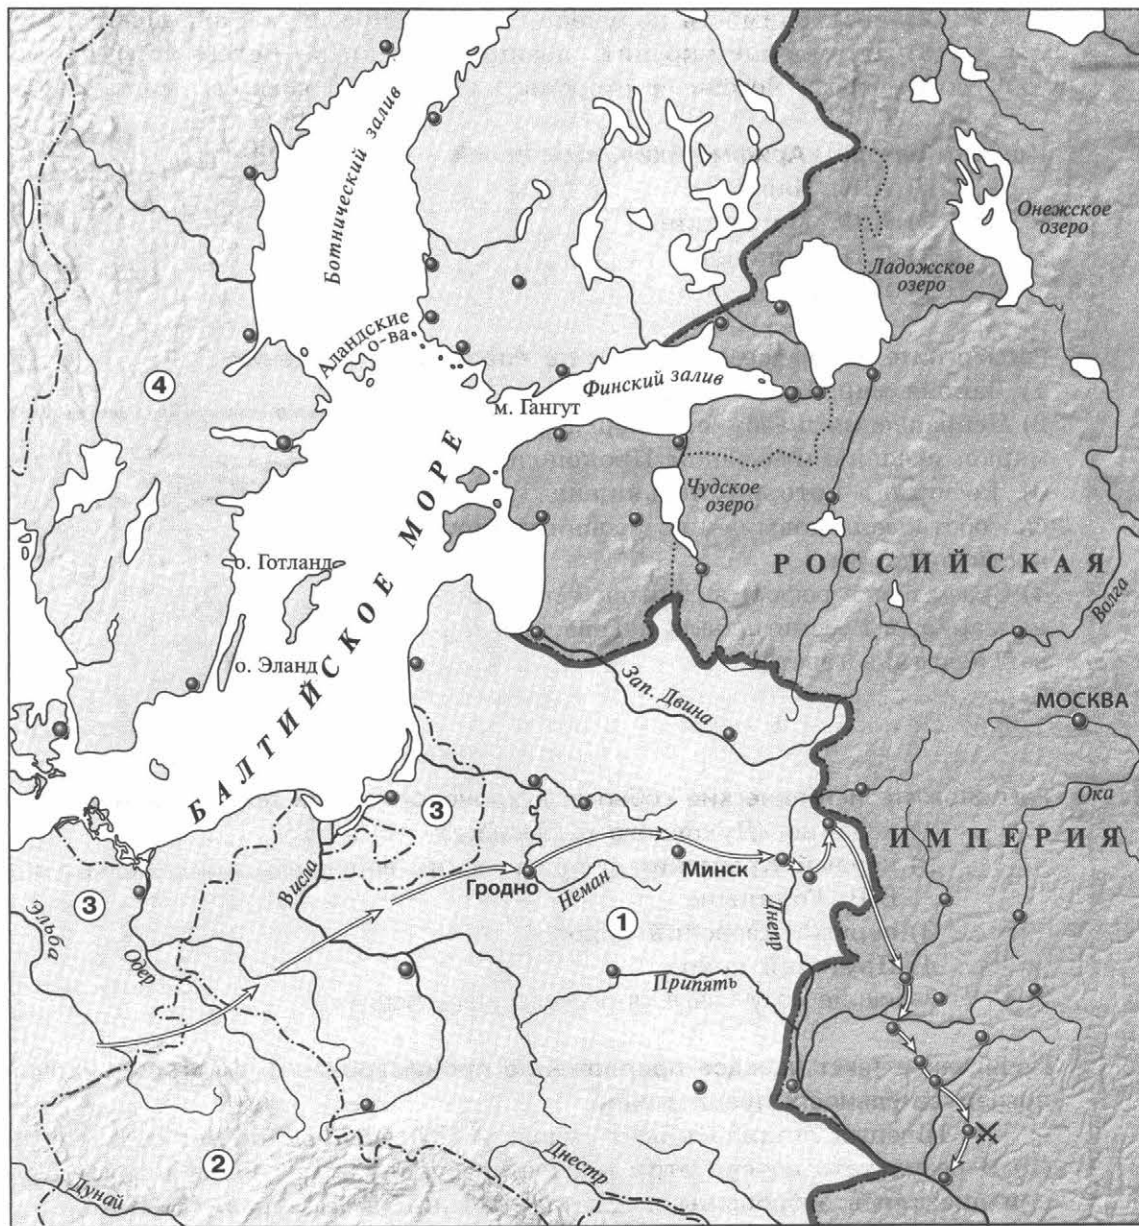 Ботнический залив
Онежское
озеро
Ладожское
озеро
Аландские
о-ва
4
Финский залив
м. Гангут
Чудское
озеро
БАЛТИЙСКОЕ МОРЕ
о. Готланд
РОССИЙСКАЯ
Волга
о. Эланд
Зап. Двина
МОСКВА
3
Ока
ИМПЕРИЯ
Минск
Гродно
Неман
Висла
3
Эльба
Одер
1
Днепр
Припять
2
Днестр
Дунай